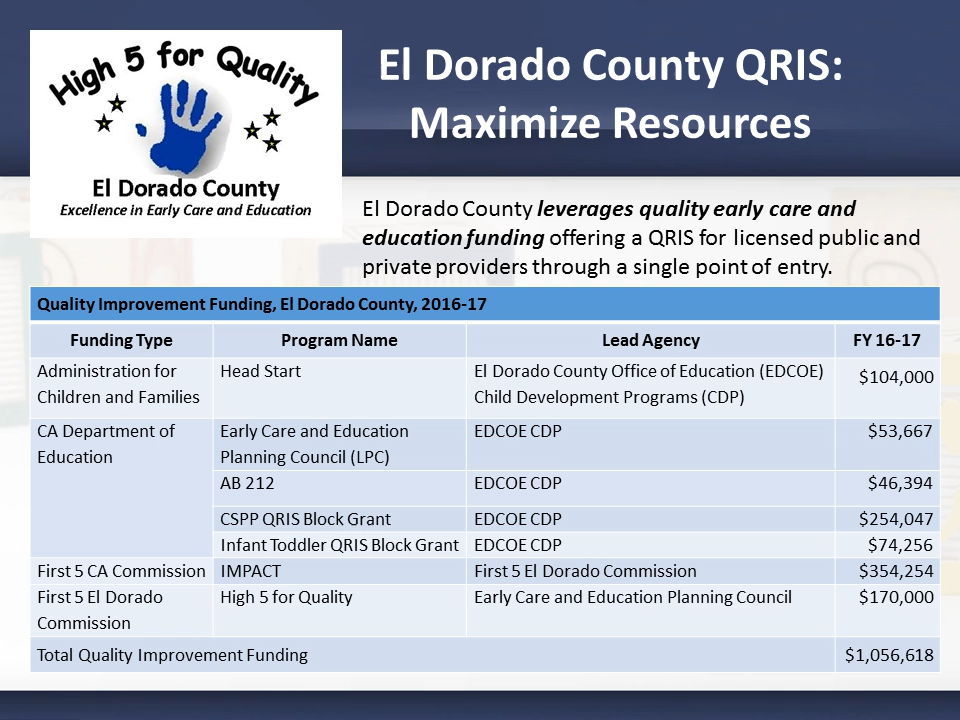 High 5 for Quality
El Dorado County
Excellence in Early Care and Education
El Dorado County QRIS:
Maximize Resources
El Dorado County leverages quality early care and
education funding offering a QRIS for licensed public and
private providers through a single point of entry.
Quality Improvement Funding, El Dorado County, 2016-17
Funding Type Program Name Lead Agency FY 16-17
Administration for Head Start El Dorado County Office of Education (EDCOE) $104,000
Children and Families Child Development Programs (CDP)
CA Department of Early Care and Education EDCOE CDP $53,667
Education Planning Council (LPC)
AB 212 EDCOE CDP $46,394
CSPP QRIS Block Grant EDCOE CDP $254,047
Infant Toddler QRIS Block Grant EDCOE CDP $74,256
First 5 CA Commission IMPACT First 5 El Dorado Commission $354,254
First 5 El Dorado High 5 for Quality Early Care and Education Planning Council $170,000
Commission
Total Quality Improvement Funding $1,056,618